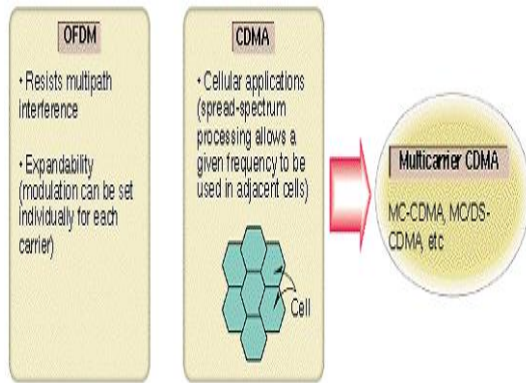 OFDM
• Resists multipath
interference
• Expandability
(modulation can be set
individually for each
carrier)
CDMA
• Cellular applications
(spread-spectrum
processing allows a
given frequency to be
used in adjacent cells)
Cell
Multicarrier CDMA
MC-CDMA, MC/DS-
CDMA, etc